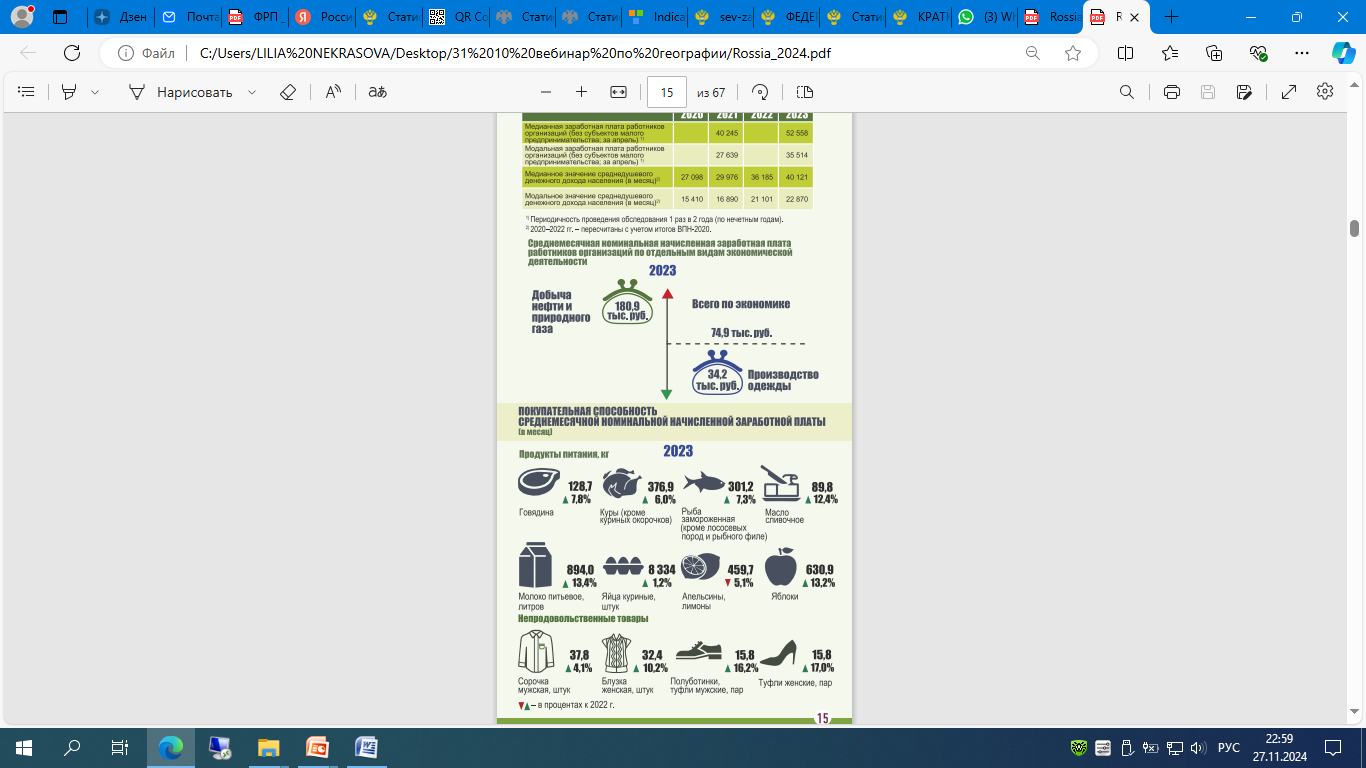 Дзен
Почта
ФРП
Росси
Стати
QR Co
Стати
Стати
Indica
sev-za
ФЕДЕ
Стати
КРАТІ
(3) W
Rossia
R
Файл
C:/Users/LILIA%20NEKRASOVA/Desktop/31%2010%20вебинар%20по%20географии/Rossia_2024.pdf
Нарисовать
аあ
15 из 67
2020 2021 2022 2023
Медианная заработная плата работников
организаций (без субъектов малого
предпринимательства; за апрель) 1)
40 245 52 558
Модальная заработная плата работников
организаций (без субъектов малого
предпринимательства; за апрель) 1)
27 639 35 514
Медианное значение среднедушевого
денежного дохода населения (в месяц)2)
27 098 29 976 36 185 40 121
Модальное значение среднедушевого
денежного дохода населения (в месяц)2)
15 410 16 890 21 101 22 870
1) Периодичность проведения обследования 1 раз в 2 года (по нечетным годам).
2) 2020–2022 гг. – пересчитаны с учетом итогов ВПН-2020.
Среднемесячная номинальная начисленная заработная плата
работников организаций по отдельным видам экономической
деятельности
2023
Добыча
нефти и
природного
газа
180,9
тыс. руб.
Всего по экономике
74,9 тыс. руб.
34,2
тыс. руб.
Производство
одежды
ПОКУПАТЕЛЬНАЯ СПОСОБНОСТЬ
СРЕДНЕМЕСЯЧНОЙ НОМИНАЛЬНОЙ НАЧИСЛЕННОЙ ЗАРАБОТНОЙ ПЛАТЫ
(в месяц)
2023
Продукты питания, кг
128,7
▲ 7,8%
Говядина
376,9
▲ 6,0%
Куры (кроме
куриных окорочков)
301,2
▲ 7,3%
Рыба
замороженная
(кроме лососевых
пород и рыбного филе)
89,8
▲ 12,4%
Масло
сливочное
894,0
▲ 13,4%
Молоко питьевое,
литров
8 334
▲ 1,2%
Яйца куриные,
штук
459,7
▼ 5,1%
Апельсины,
лимоны
630,9
▲ 13,2%
Яблоки
Непродовольственные товары
37,8
▲ 4,1%
Сорочка
мужская, штук
32,4
▲ 10,2%
Блузка
женская, штук
15,8
▲ 16,2%
Полуботинки,
туфли мужские, пар
15,8
▲ 17,0%
Туфли женские, пар
▼▲ – в процентах к 2022 г.
15
РУС
22:59
27.11.2024